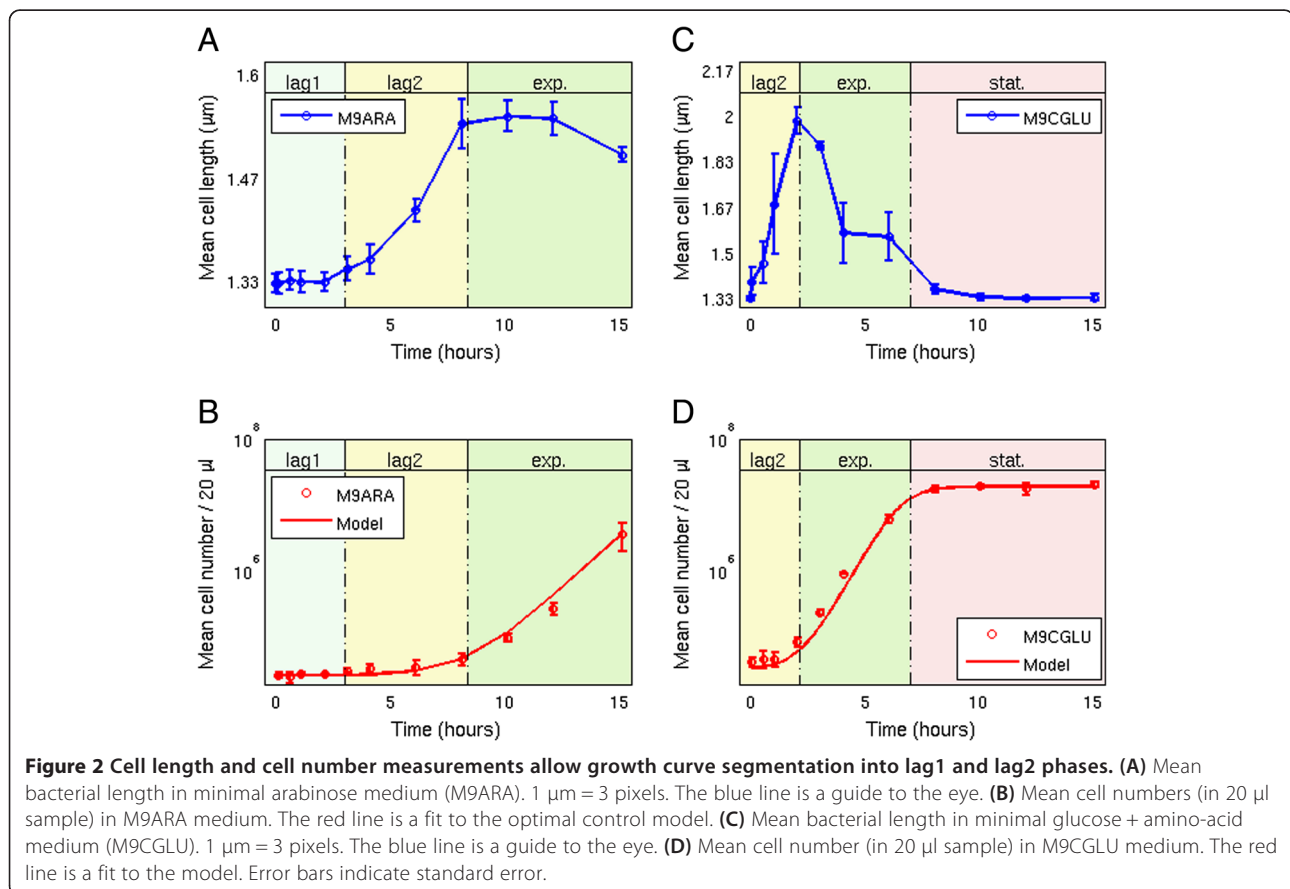 A
lag1 lag2 exp.
M9ARA
Mean cell length (µm)
1.6
1.47
1.33
0 5 10 15
Time (hours)
C
lag2 exp. stat.
M9CGLU
Mean cell length (µm)
2.17
2
1.83
1.67
1.5
1.33
0 5 10 15
Time (hours)
B
lag1 lag2 exp.
M9ARA
Model
Mean cell number / 20 µl
10^8
10^6
0 5 10 15
Time (hours)
D
lag2 exp. stat.
M9CGLU
Model
Mean cell number / 20 µl
10^8
10^6
0 5 10 15
Time (hours)
Figure 2 Cell length and cell number measurements allow growth curve segmentation into lag1 and lag2 phases. (A) Mean
bacterial length in minimal arabinose medium (M9ARA). 1 µm = 3 pixels. The blue line is a guide to the eye. (B) Mean cell numbers (in 20 µl
sample) in M9ARA medium. The red line is a fit to the optimal control model. (C) Mean bacterial length in minimal glucose + amino-acid
medium (M9CGLU). 1 µm = 3 pixels. The blue line is a guide to the eye. (D) Mean cell number (in 20 µl sample) in M9CGLU medium. The red
line is a fit to the model. Error bars indicate standard error.